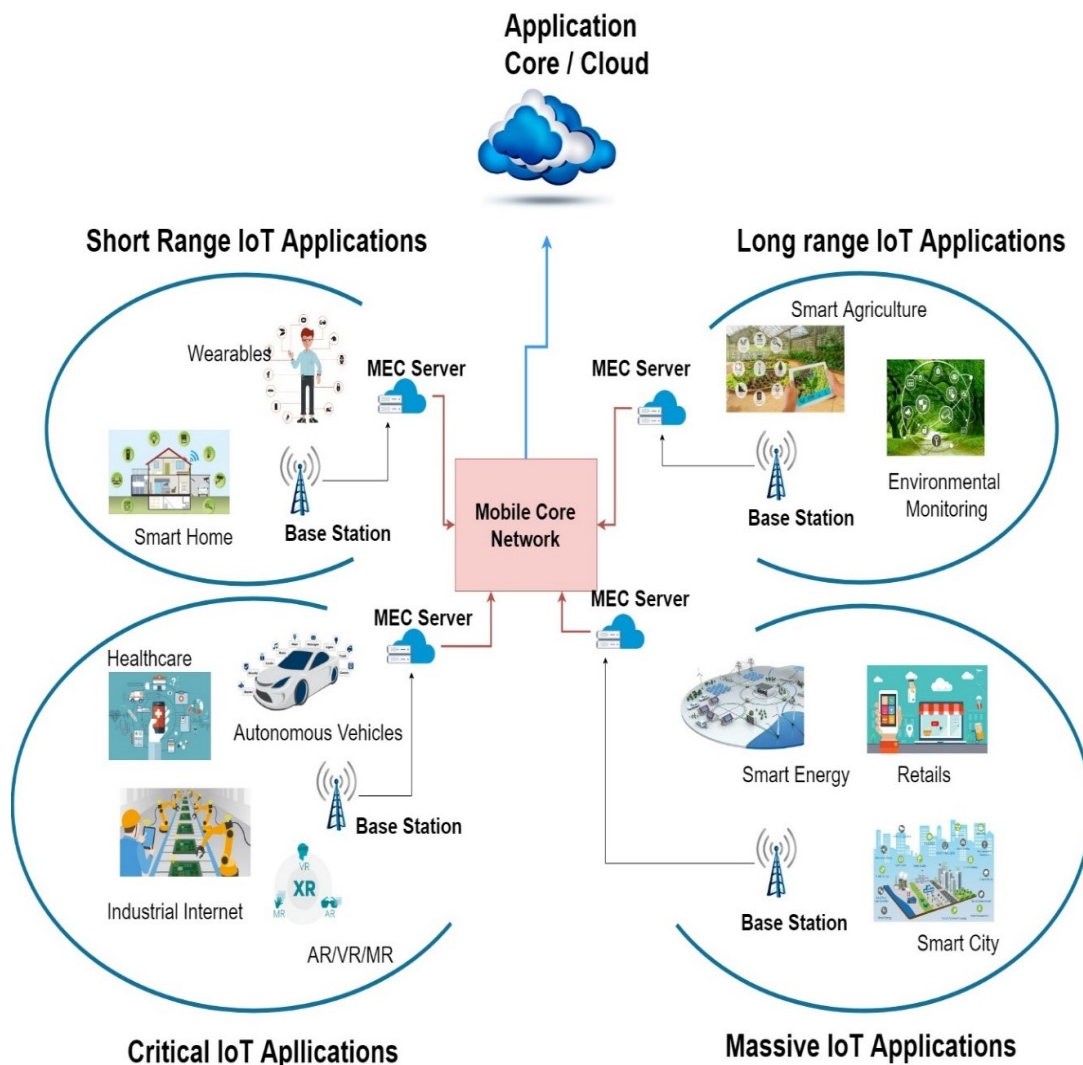 Application
Core / Cloud
Short Range IoT Applications
Long range IoT Applications
Wearables
MEC Server
Smart Home
Base Station
MEC Server
Smart Agriculture
Base Station
Environmental
Monitoring
Mobile Core
Network
Healthcare
Autonomous Vehicles
MEC Server
Base Station
Industrial Internet
VR
XR
MR
AR
AR/VR/MR
MEC Server
Smart Energy
Retails
Base Station
Smart City
Critical IoT Apllications
Massive IoT Applications